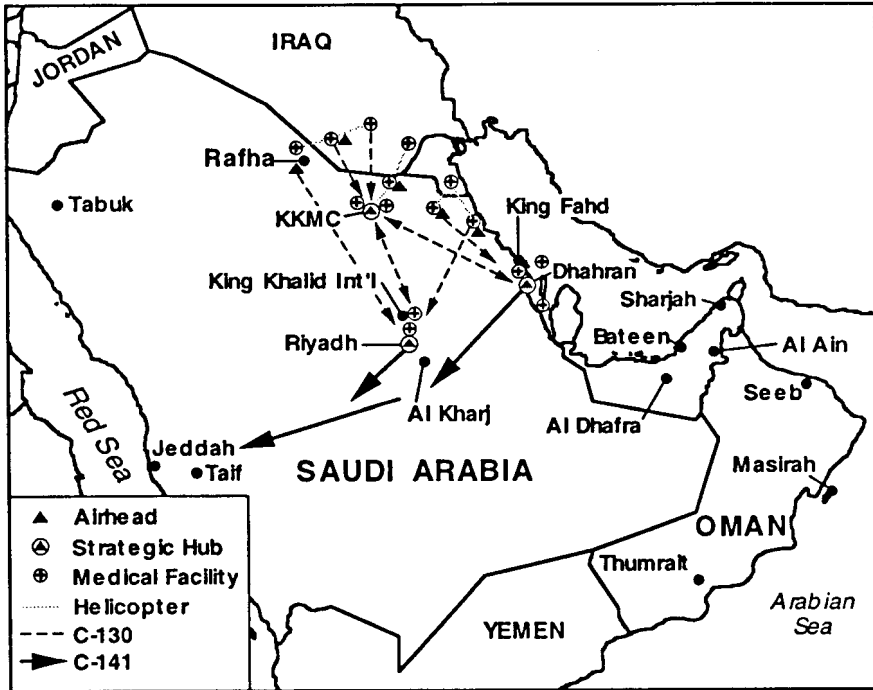 IRAQ
JORDAN
Rafha
Tabuk
KKMC
King Fahd
King Khalid Int'l
Dhahran
Sharjah
Riyadh
Bateen
Al Ain
Seeb
Al Kharj
Al Dhafra
Red Sea
Jeddah
Taif
SAUDI ARABIA
Masirah
OMAN
Thumrait
YEMEN
Arabian
Sea
Airhead
Strategic Hub
Medical Facility
Helicopter
C-130
C-141